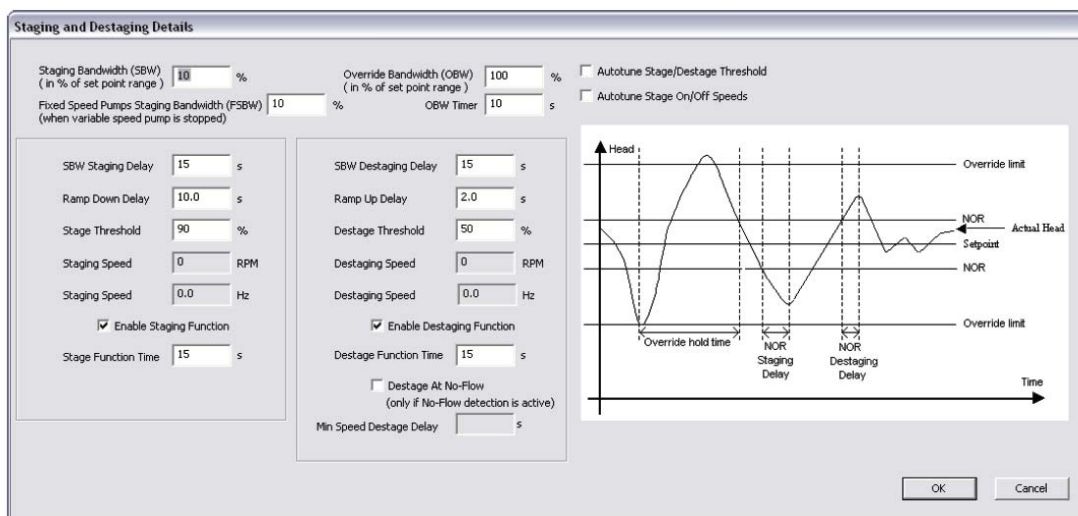 Staging and Destaging Details
Staging Bandwidth (SBW)
( in % of set point range )
10
%
Override Bandwidth (OBW)
( in % of set point range )
100
%
Autotune Stage/Destage Threshold
Fixed Speed Pumps Staging Bandwidth (FSBW)
(when variable speed pump is stopped)
10
%
OBW Timer
10
s
Autotune Stage On/Off Speeds
SBW Staging Delay
15
s
Ramp Down Delay
10.0
s
Stage Threshold
90
%
Staging Speed
0
RPM
Staging Speed
0.0
Hz
Enable Staging Function
Stage Function Time
15
s
SBW Destaging Delay
15
s
Ramp Up Delay
2.0
s
Destage Threshold
50
%
Destaging Speed
0
RPM
Destaging Speed
0.0
Hz
Enable Destaging Function
Destage Function Time
15
s
Destage At No-Flow
(only if No-Flow detection is active)
Min Speed Destage Delay
s
Head
Override limit
NOR
Actual Head
Setpoint
NOR
Override limit
Override hold time
NOR
Staging
Delay
NOR
Destaging
Delay
Time
OK
Cancel